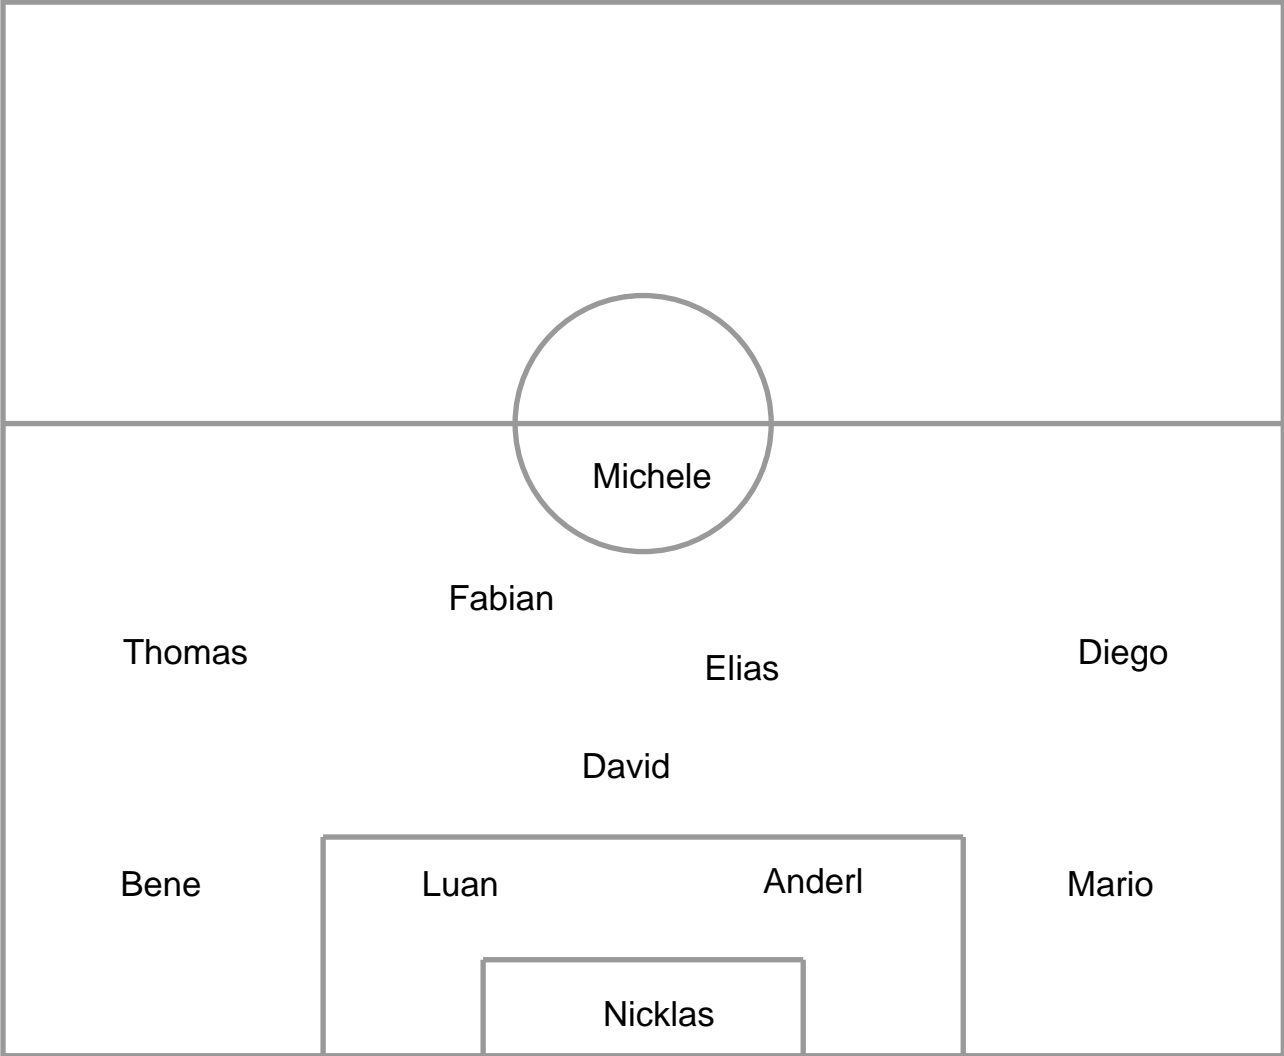 Michele
Fabian
Thomas
Elias
Diego
David
Bene
Luan
Anderl
Mario
Nicklas